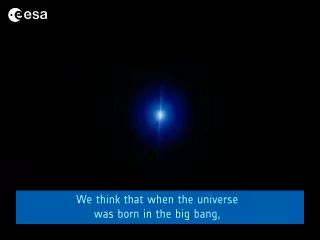 esa
We think that when the universe
was born in the big bang,